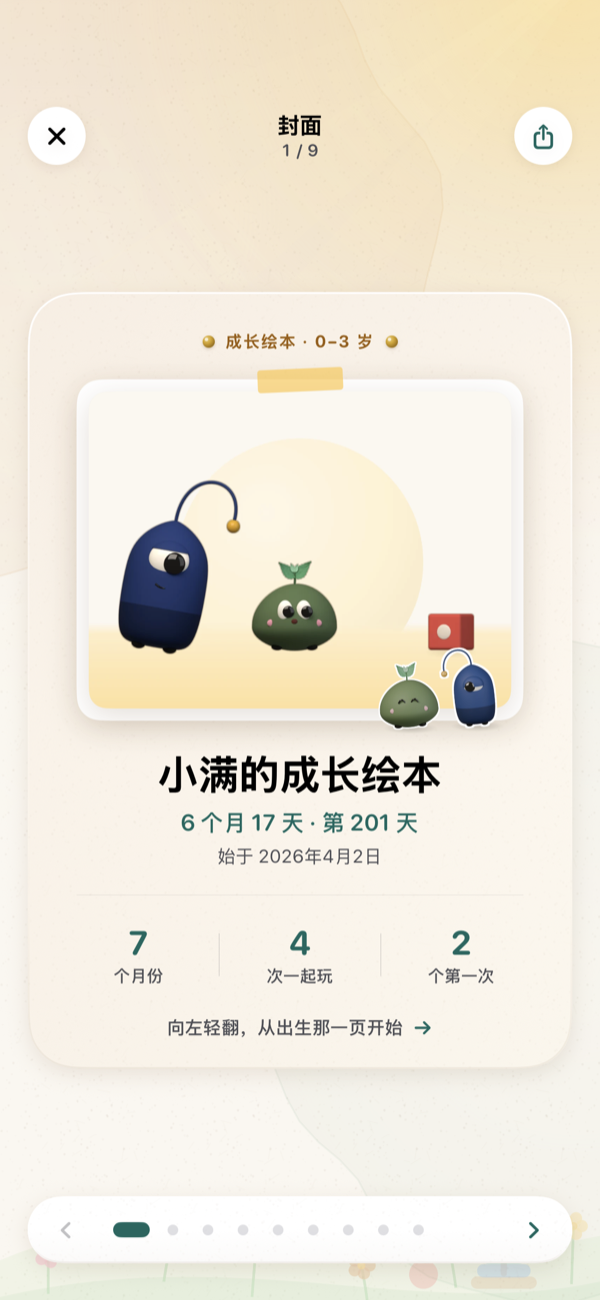 封面
1 / 9
成长绘本 · 0–3 岁
小满的成长绘本
6 个月 17 天 · 第 201 天
始于 2026年4月2日
7
个月份
4
次一起玩
2
个第一次
向左轻翻，从出生那一页开始 →